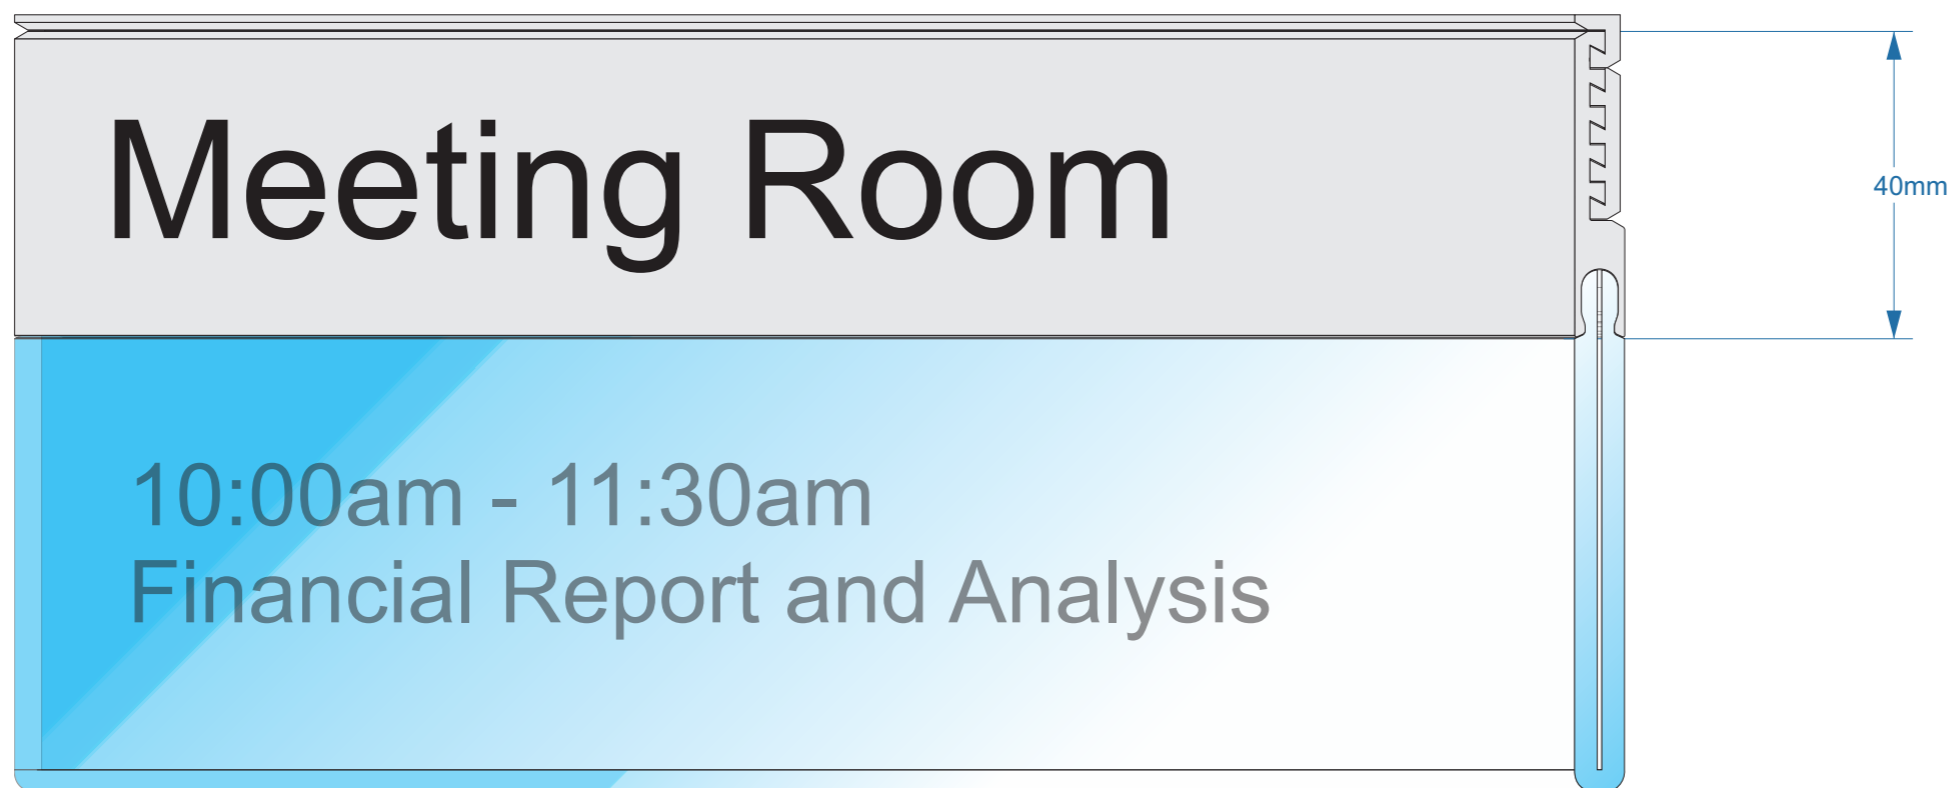 Meeting Room
40mm
10:00am - 11:30am
Financial Report and Analysis